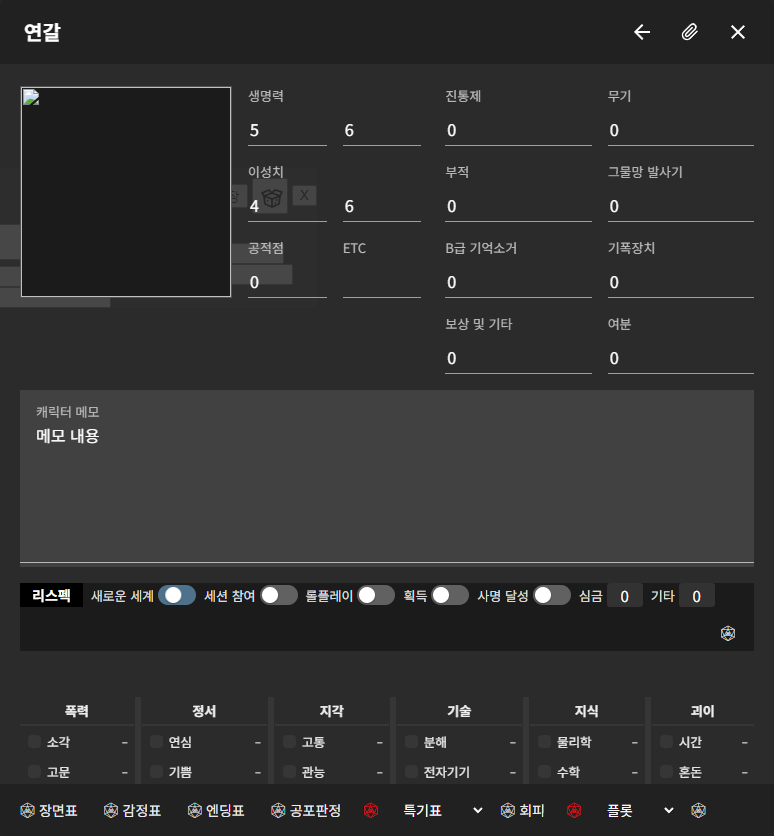 연갈
생명력 진통제 무기
5 6 0 0
이성치 부적 그물망 발사기
X
4 6 0 0
공적점 ETC B급 기억소거 기폭장치
0 0 0
보상 및 기타 여분
0 0
캐릭터 메모
메모 내용
리스펙 새로운 세계 세션 참여 롤플레이 획득 사명 달성 심금 0 기타 0
폭력 정서 지각 기술 지식 괴이
소각 - 연심 - 고통 - 분해 - 물리학 - 시간 -
고문 - 기쁨 - 관능 - 전자기기 - 수학 - 혼돈 -
장면표 감정표 엔딩표 공포판정 특기표 회피 플롯